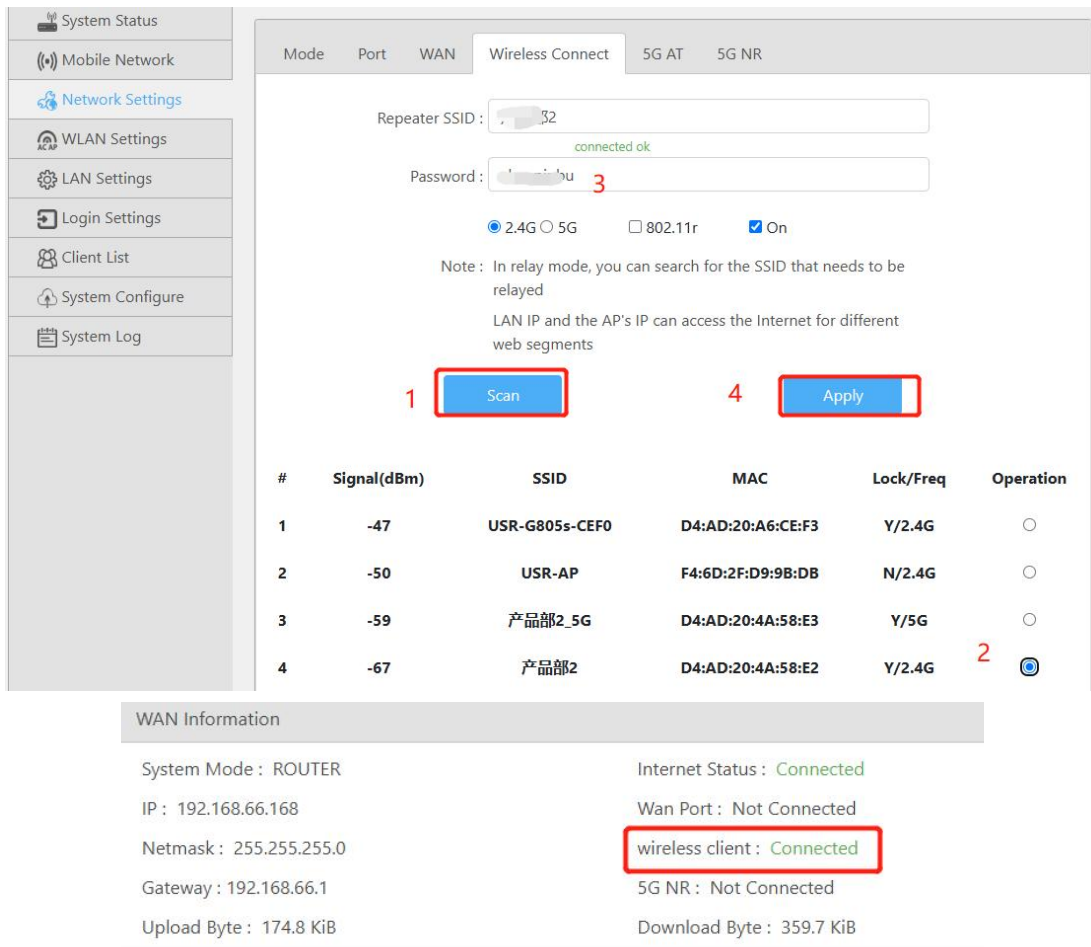 System Status
Mobile Network
Network Settings
AC AP
WLAN Settings
LAN Settings
Login Settings
Client List
System Configure
System Log
Mode Port WAN Wireless Connect 5G AT 5G NR
Repeater SSID : 2
connected ok
Password : bu 3
2.4G 5G 802.11r On
Note : In relay mode, you can search for the SSID that needs to be
relayed
LAN IP and the AP's IP can access the Internet for different
web segments
1 Scan 4 Apply
# Signal(dBm) SSID MAC Lock/Freq Operation
1 -47 USR-G805s-CEF0 D4:AD:20:A6:CE:F3 Y/2.4G
2 -50 USR-AP F4:6D:2F:D9:9B:DB N/2.4G
3 -59 产品部2_5G D4:AD:20:4A:58:E3 Y/5G
4 -67 产品部2 D4:AD:20:4A:58:E2 Y/2.4G 2
WAN Information
System Mode : ROUTER Internet Status : Connected
IP : 192.168.66.168 Wan Port : Not Connected
Netmask : 255.255.255.0 wireless client : Connected
Gateway : 192.168.66.1 5G NR : Not Connected
Upload Byte : 174.8 KiB Download Byte : 359.7 KiB